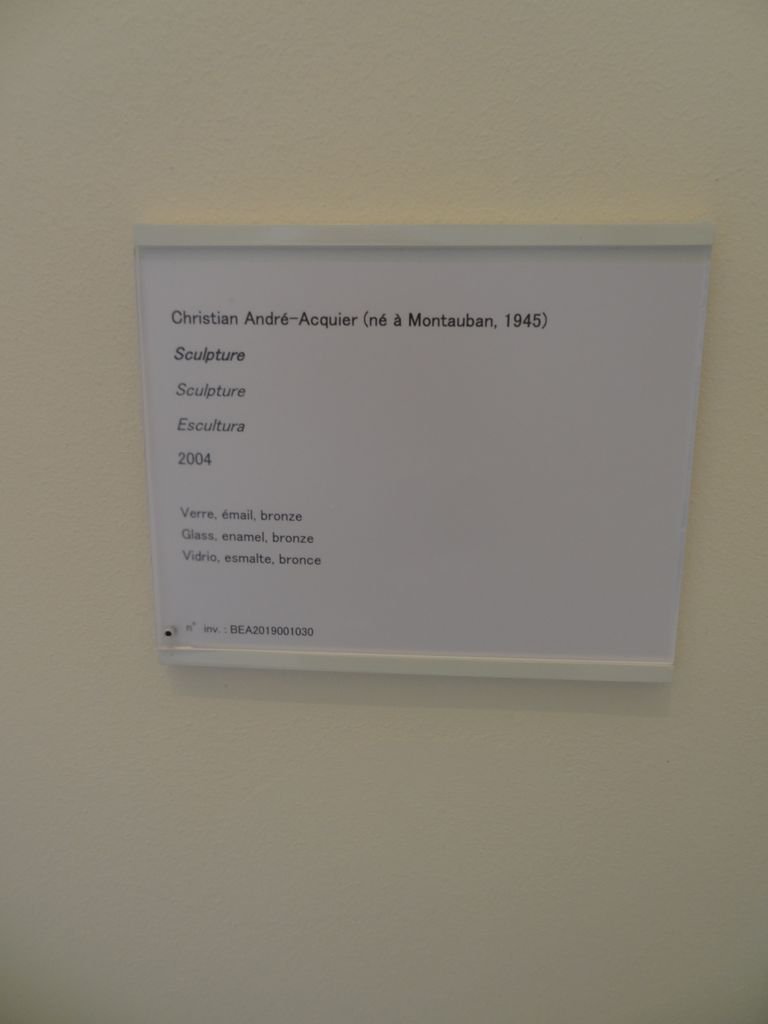 Christian André-Acquier (né à Montauban, 1945)
Sculpture
Sculpture
Escultura
2004
Verre, émail, bronze
Glass, enamel, bronze
Vidrio, esmalte, bronce
n° inv. : BEA2019001030